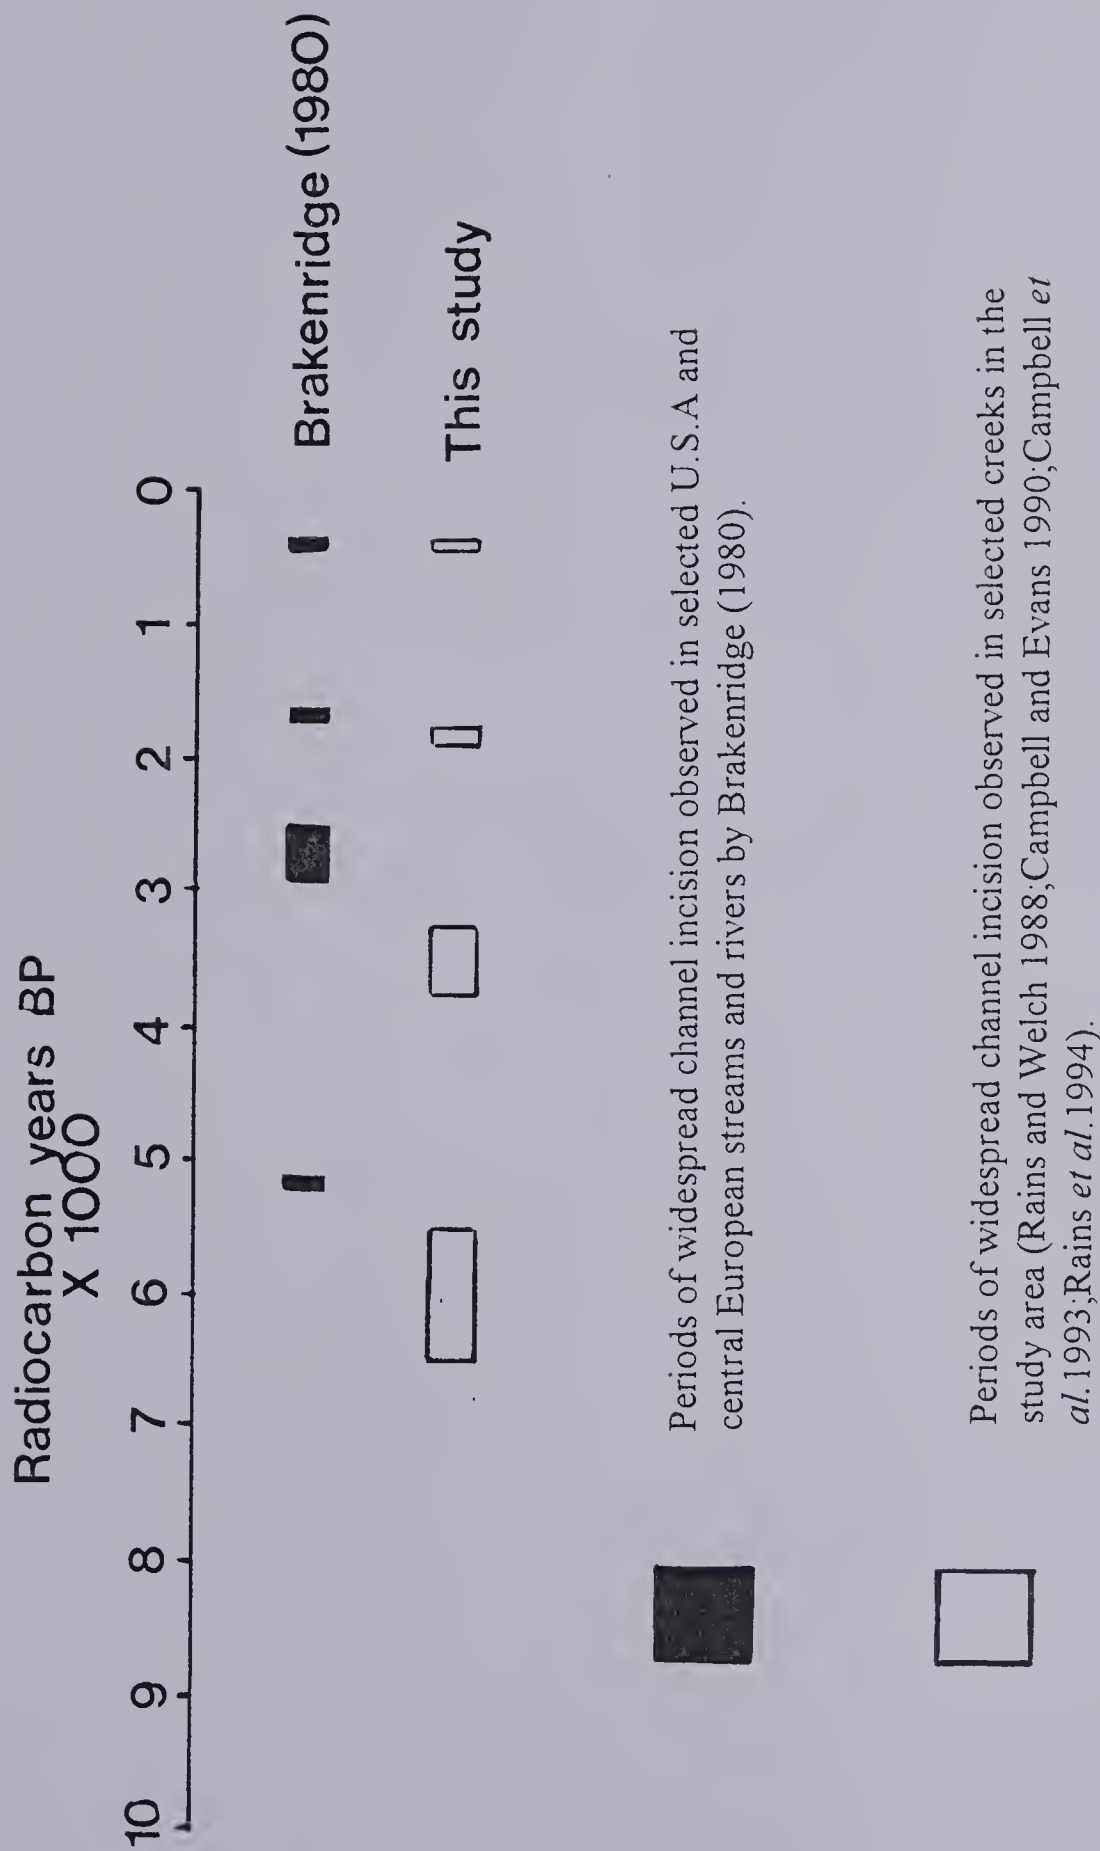 Radiocarbon years BP
X 1000
10 9 8 7 6 5 4 3 2 1 0
Brakenridge (1980)
This study
Periods of widespread channel incision observed in selected U.S.A and
central European streams and rivers by Brakenridge (1980).
Periods of widespread channel incision observed in selected creeks in the
study area (Rains and Welch 1988;Campbell and Evans 1990;Campbell et
al.1993;Rains et al.1994).